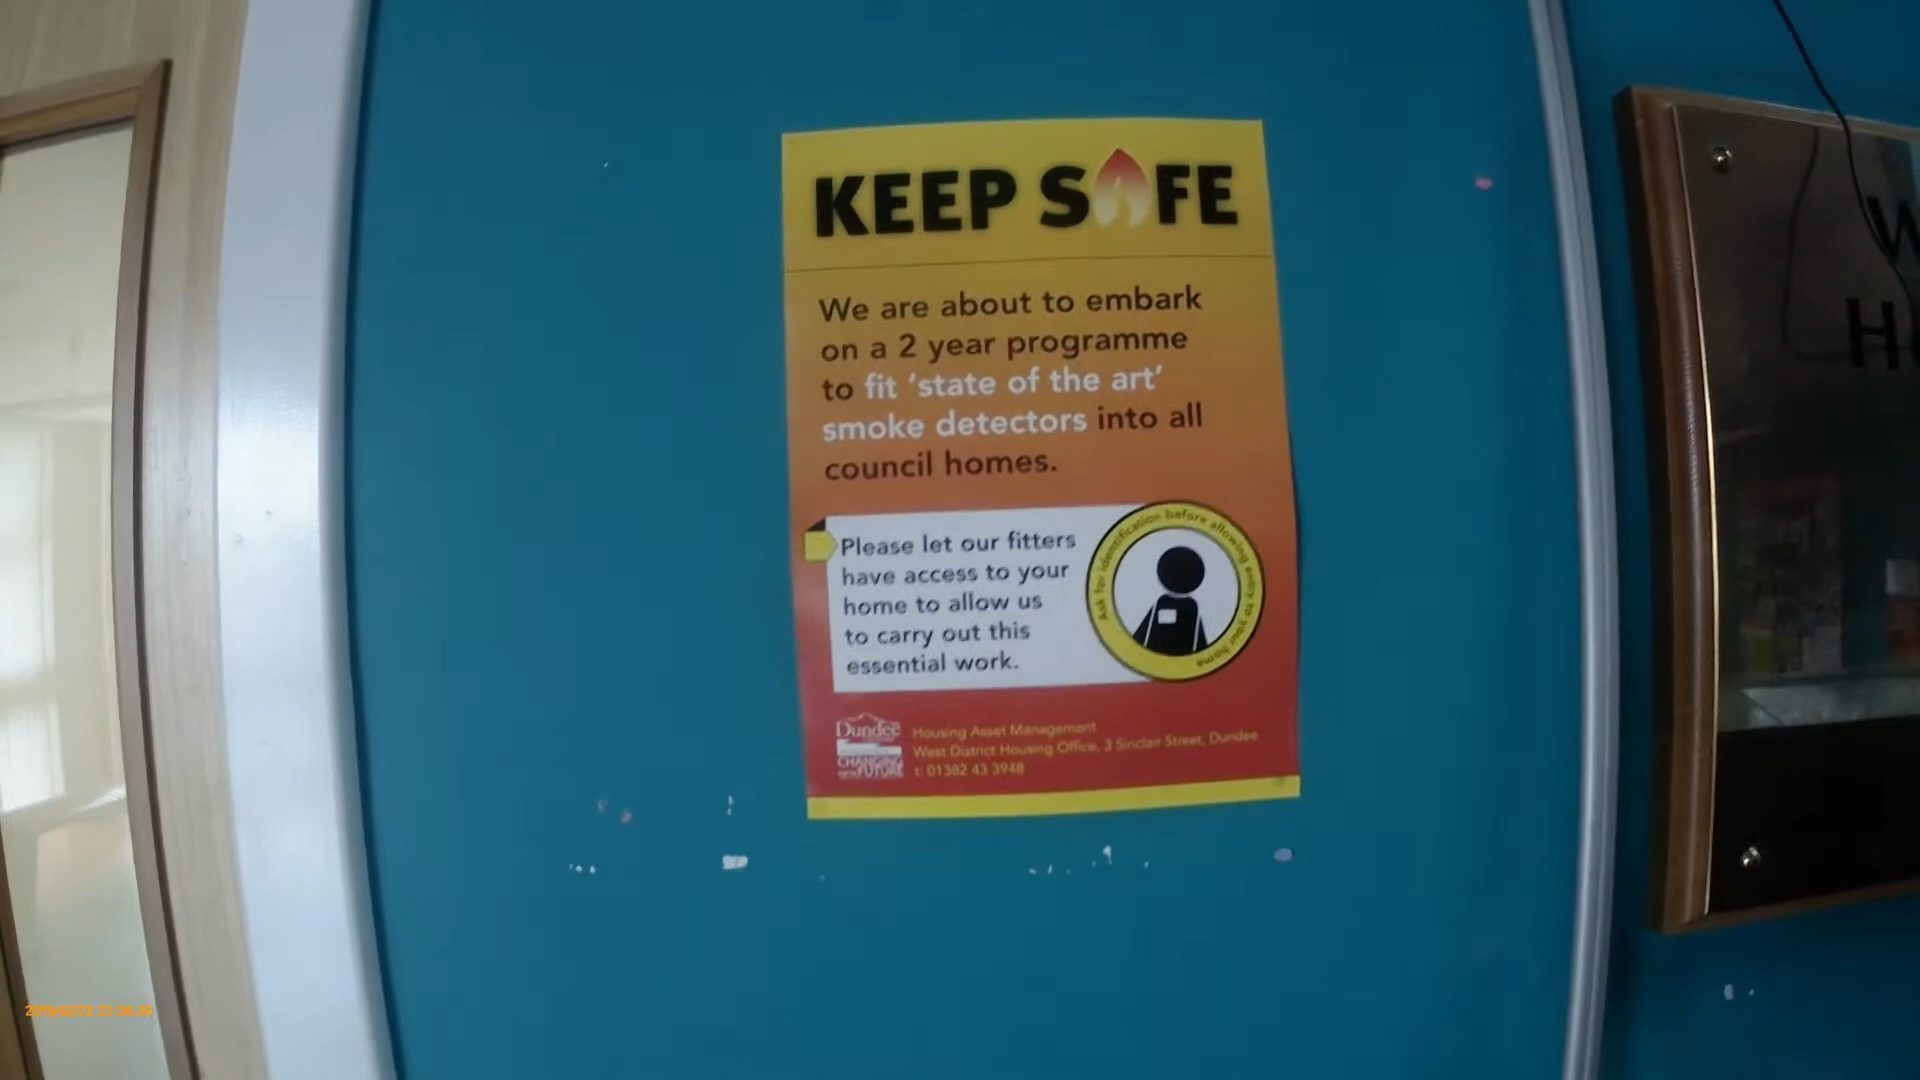 KEEP SAFE
We are about to embark
on a 2 year programme
to fit ‘state of the art’
smoke detectors into all
council homes.
Please let our fitters
have access to your
home to allow us
to carry out this
essential work.
Ask for identification before allowing entry to your home
Dundee
CHANGING
FUTURE
Housing Asset Management
West District Housing Office, 3 Sinclair Street, Dundee
t: 01382 43 3948
W
H